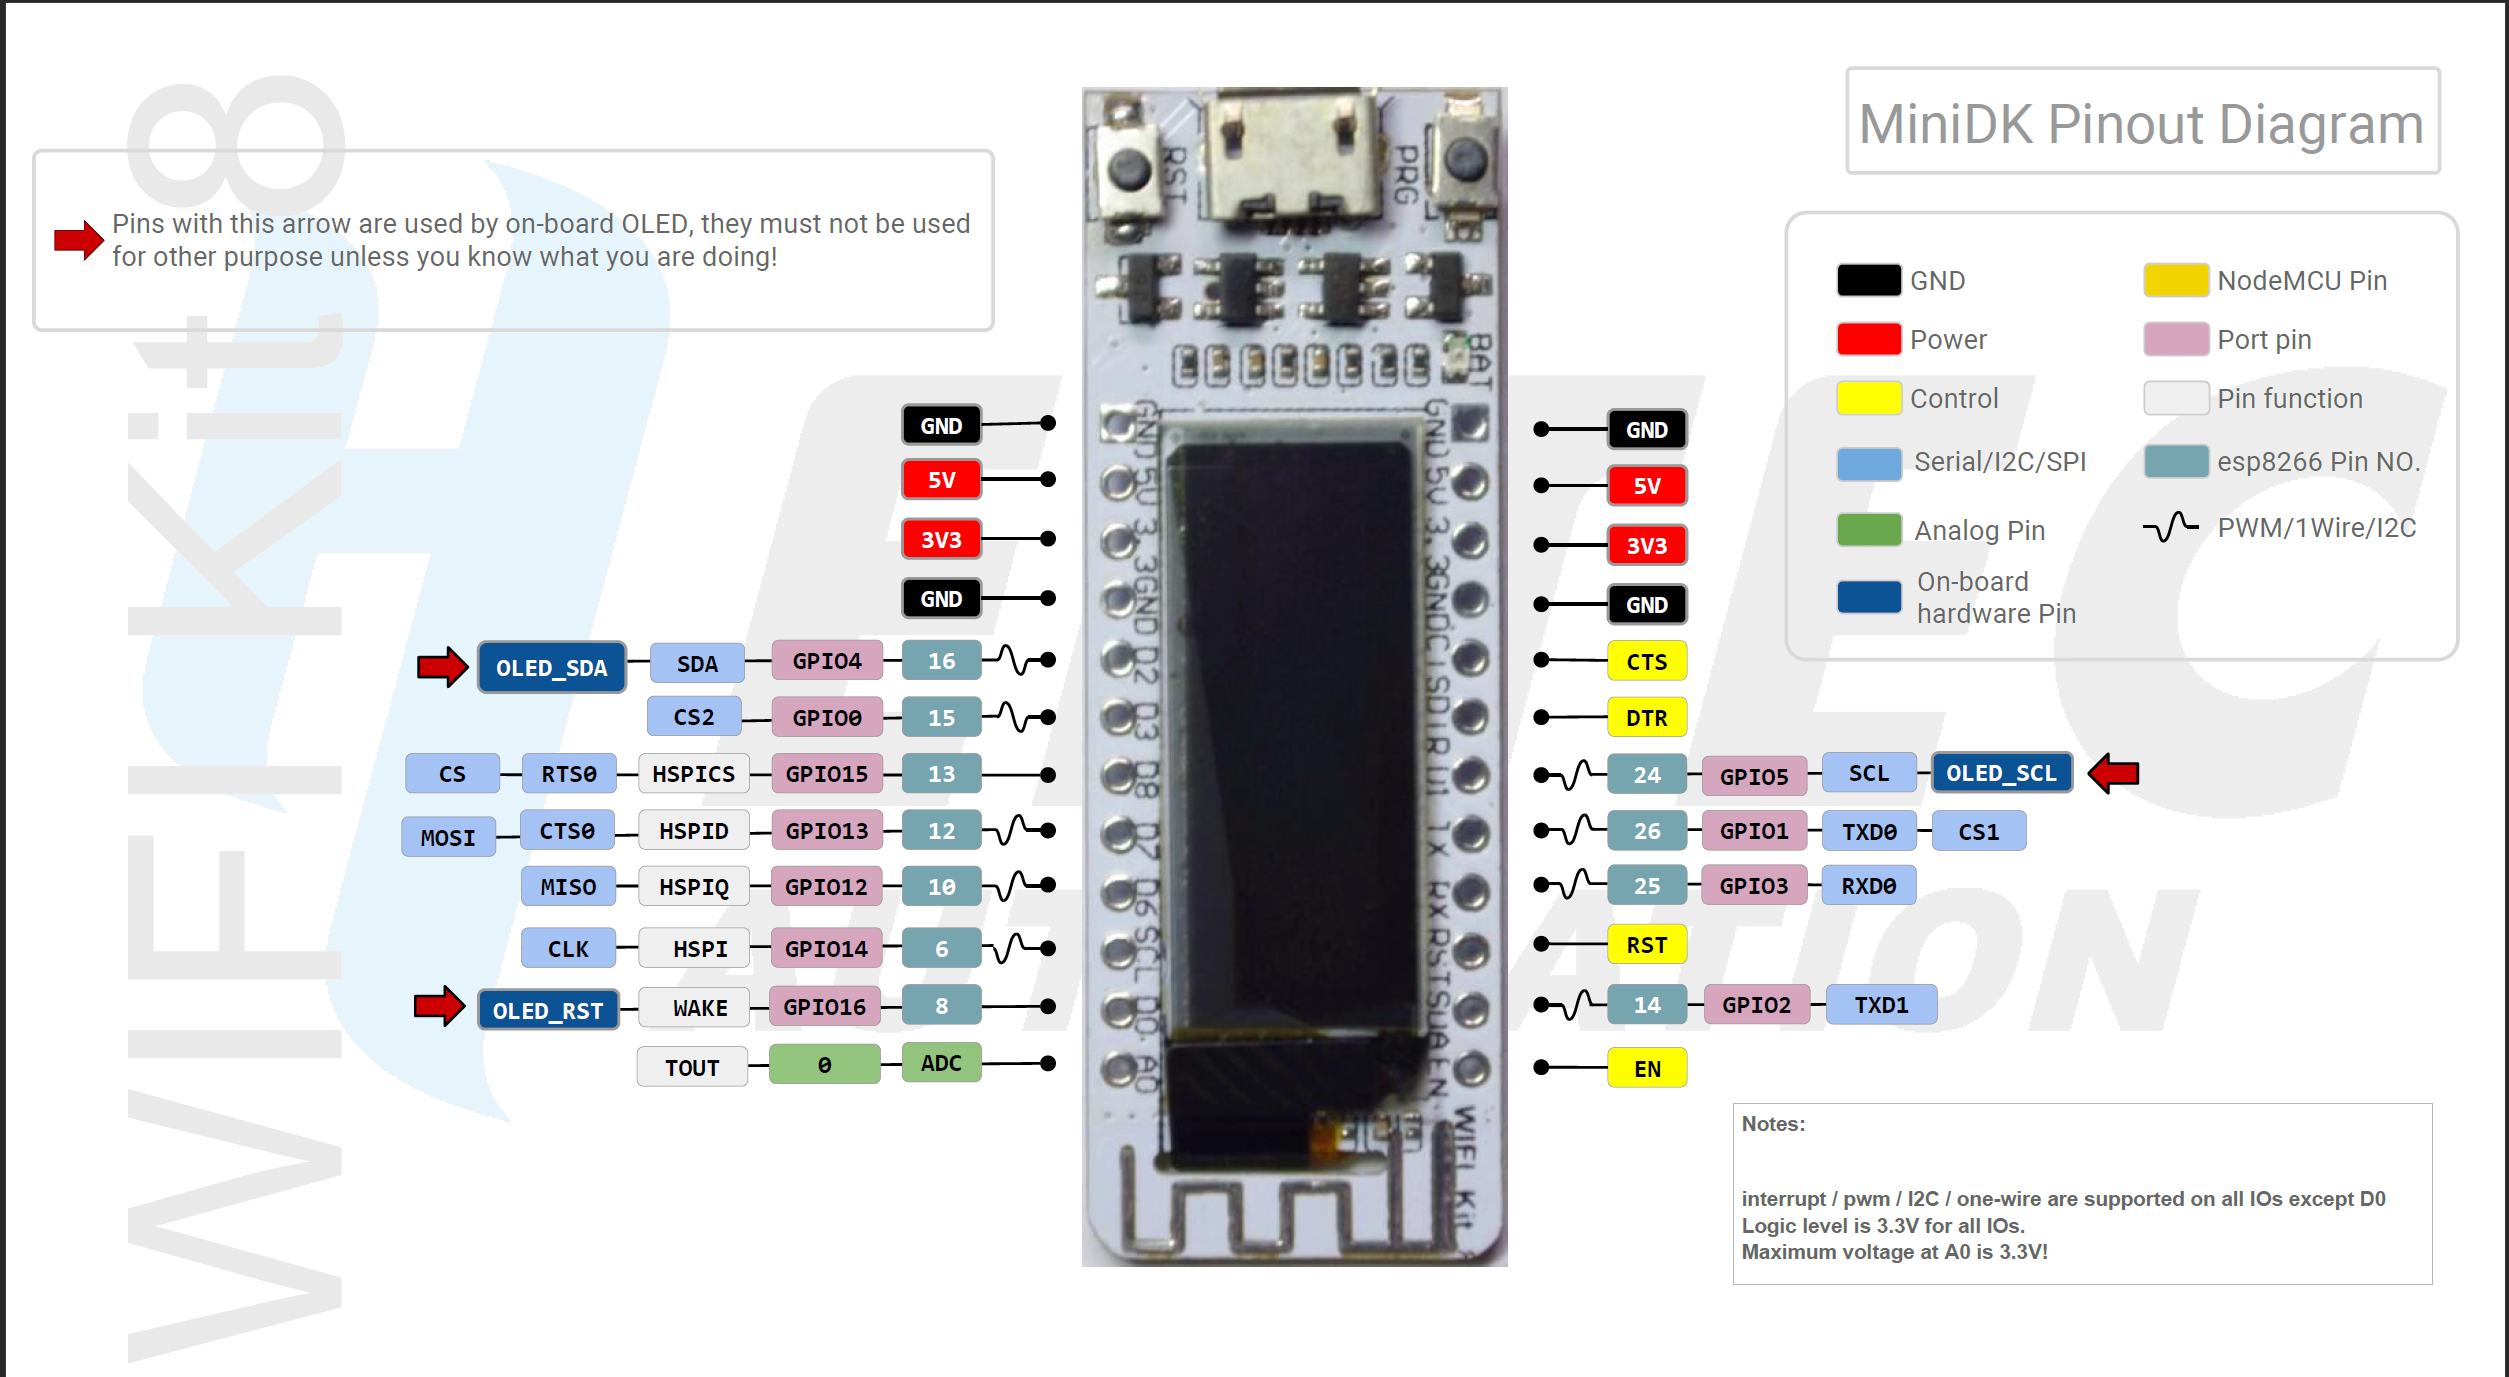 MiniDK Pinout Diagram
WIFI Kit 8
Pins with this arrow are used by on-board OLED, they must not be used
for other purpose unless you know what you are doing!
GND
Power
Control
Serial/I2C/SPI
Analog Pin
On-board
hardware Pin
NodeMCU Pin
Port pin
Pin function
esp8266 Pin NO.
PWM/1Wire/I2C
GND
5V
3V3
GND
OLED_SDA SDA GPIO4 16
CS2 GPIO0 15
CS RTS0 HSPICS GPIO15 13
MOSI CTS0 HSPID GPIO13 12
MISO HSPIQ GPIO12 10
CLK HSPI GPIO14 6
OLED_RST WAKE GPIO16 8
TOUT 0 ADC
RST
PRG
BAT
GND 5V 3.3 GND D2 D3 D8 D7 D6 SCL D0 A0
GND 5V 3.3 GND CTS DTR D1 TX RX RST SDA EN
WIFI Kit
GND
5V
3V3
GND
CTS
DTR
24 GPIO5 SCL OLED_SCL
26 GPIO1 TXD0 CS1
25 GPIO3 RXD0
RST
14 GPIO2 TXD1
EN
AUTOMATION
Notes:
interrupt / pwm / I2C / one-wire are supported on all IOs except D0
Logic level is 3.3V for all IOs.
Maximum voltage at A0 is 3.3V!